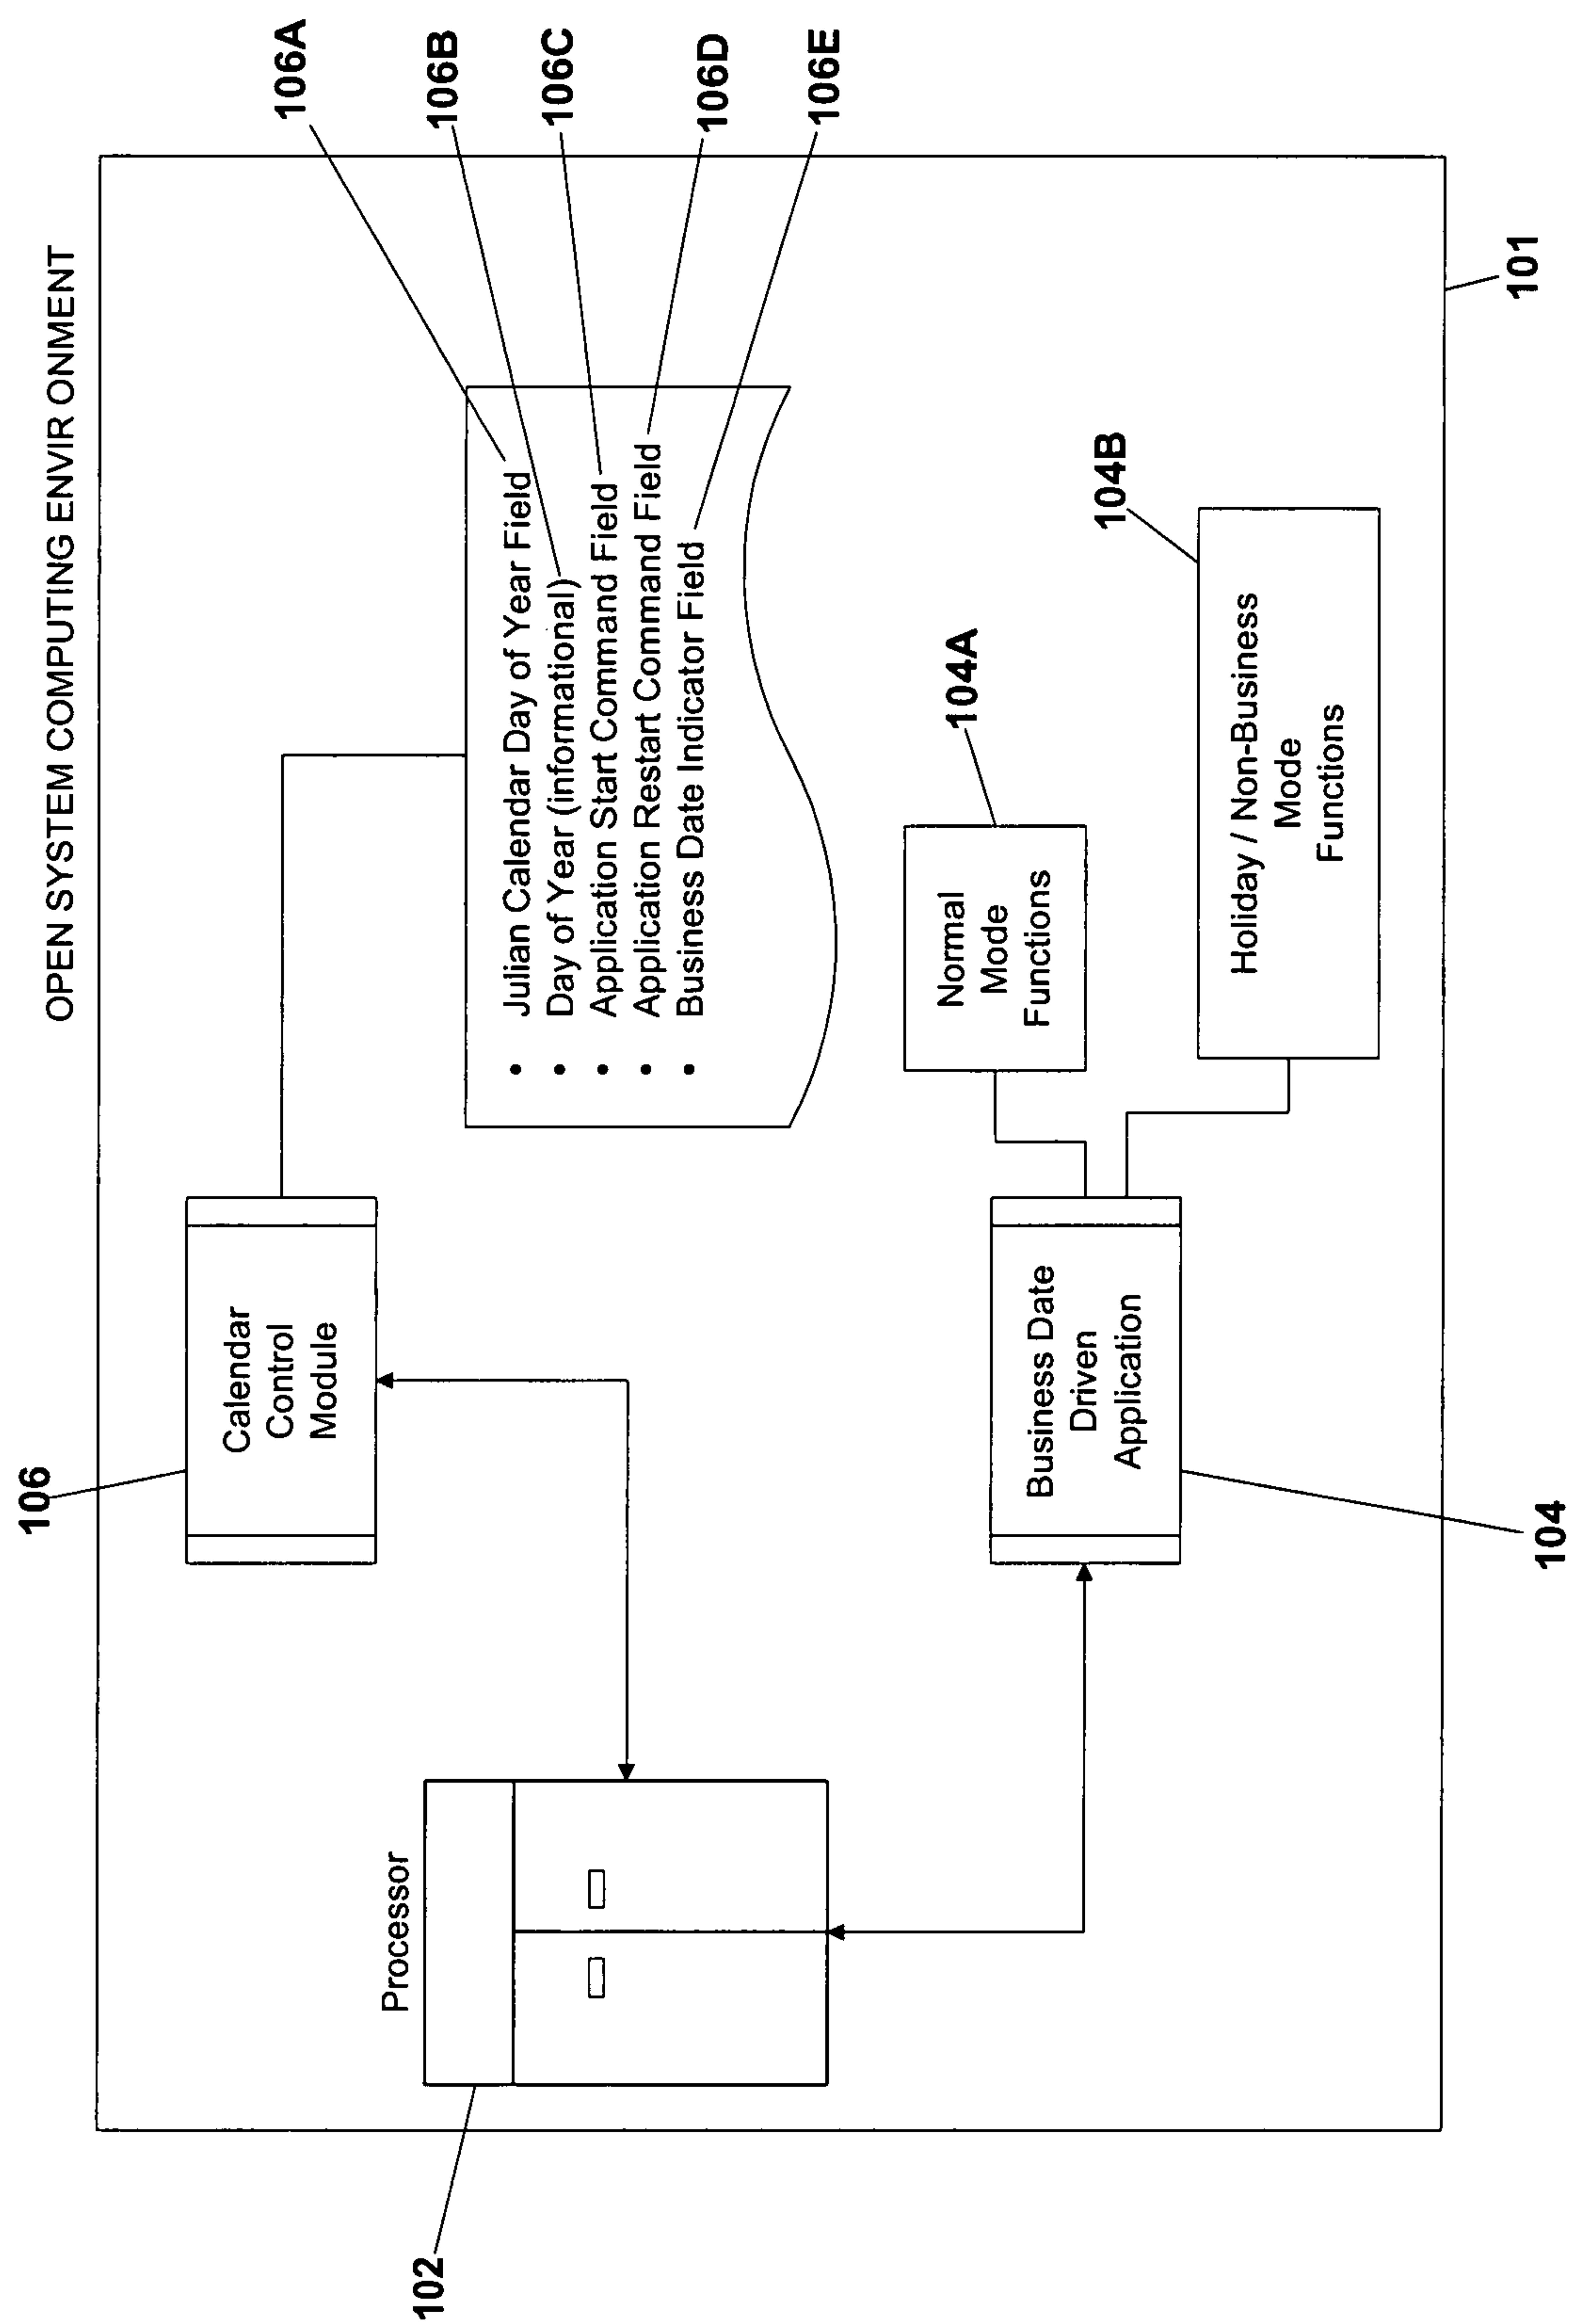 OPEN SYSTEM COMPUTING ENVIR ONMENT
106
Calendar
Control
Module
106A
106B
106C
106D
106E
• Julian Calendar Day of Year Field
• Day of Year (informational)
• Application Start Command Field
• Application Restart Command Field
• Business Date Indicator Field
Processor
102
Business Date
Driven
Application
104
Normal
Mode
Functions
104A
Holiday / Non-Business
Mode
Functions
104B
101